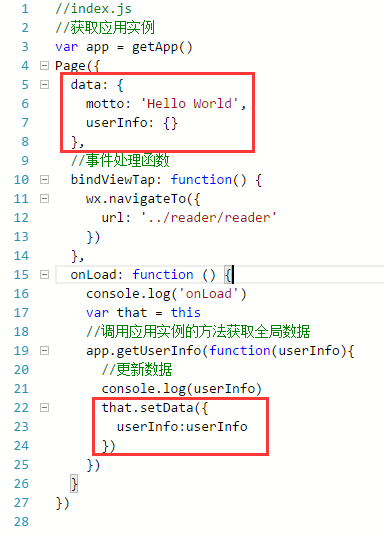 1 //index.js
2 //获取应用实例
3 var app = getApp()
4 Page({
5   data: {
6     motto: 'Hello World',
7     userInfo: {}
8   },
9   //事件处理函数
10   bindViewTap: function() {
11     wx.navigateTo({
12       url: '../reader/reader'
13     })
14   },
15   onLoad: function () {
16     console.log('onLoad')
17     var that = this
18     //调用应用实例的方法获取全局数据
19     app.getUserInfo(function(userInfo){
20       //更新数据
21       console.log(userInfo)
22       that.setData({
23         userInfo:userInfo
24       })
25     })
26   }
27 })
28